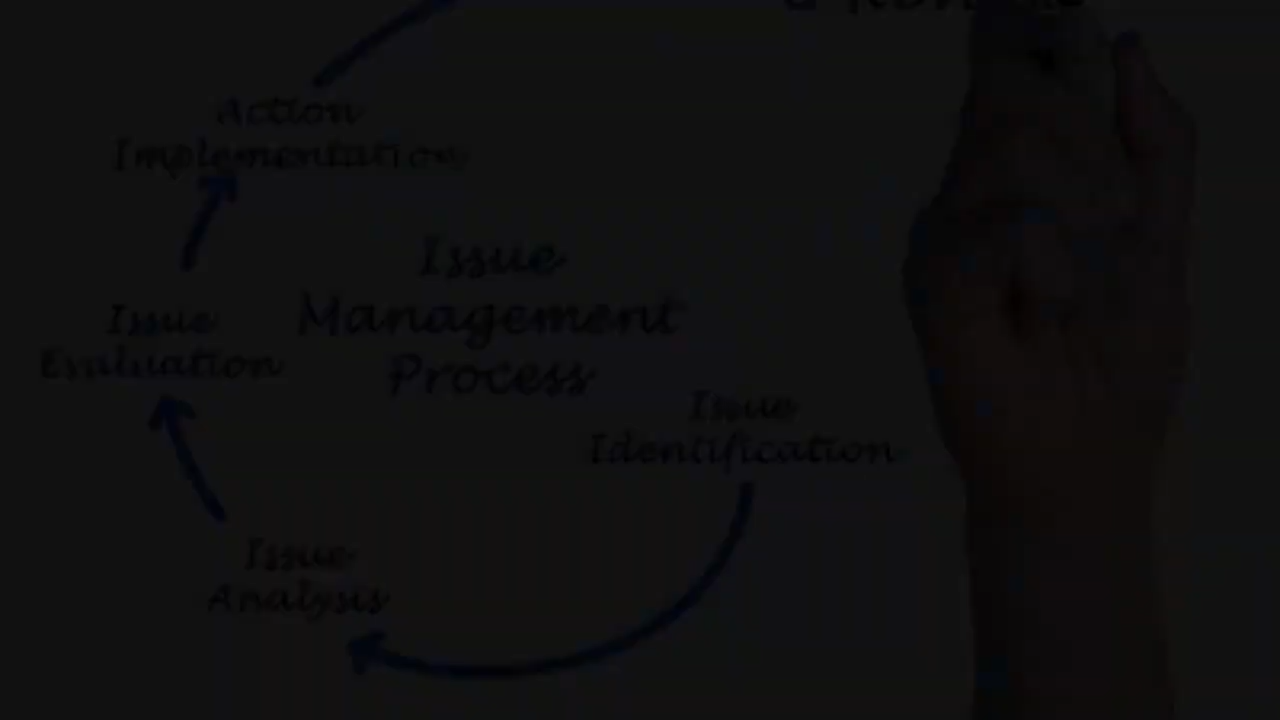 Action
Implementation
Issue
Management
Process
Issue
Evaluation
Issue
Identification
Issue
Analysis